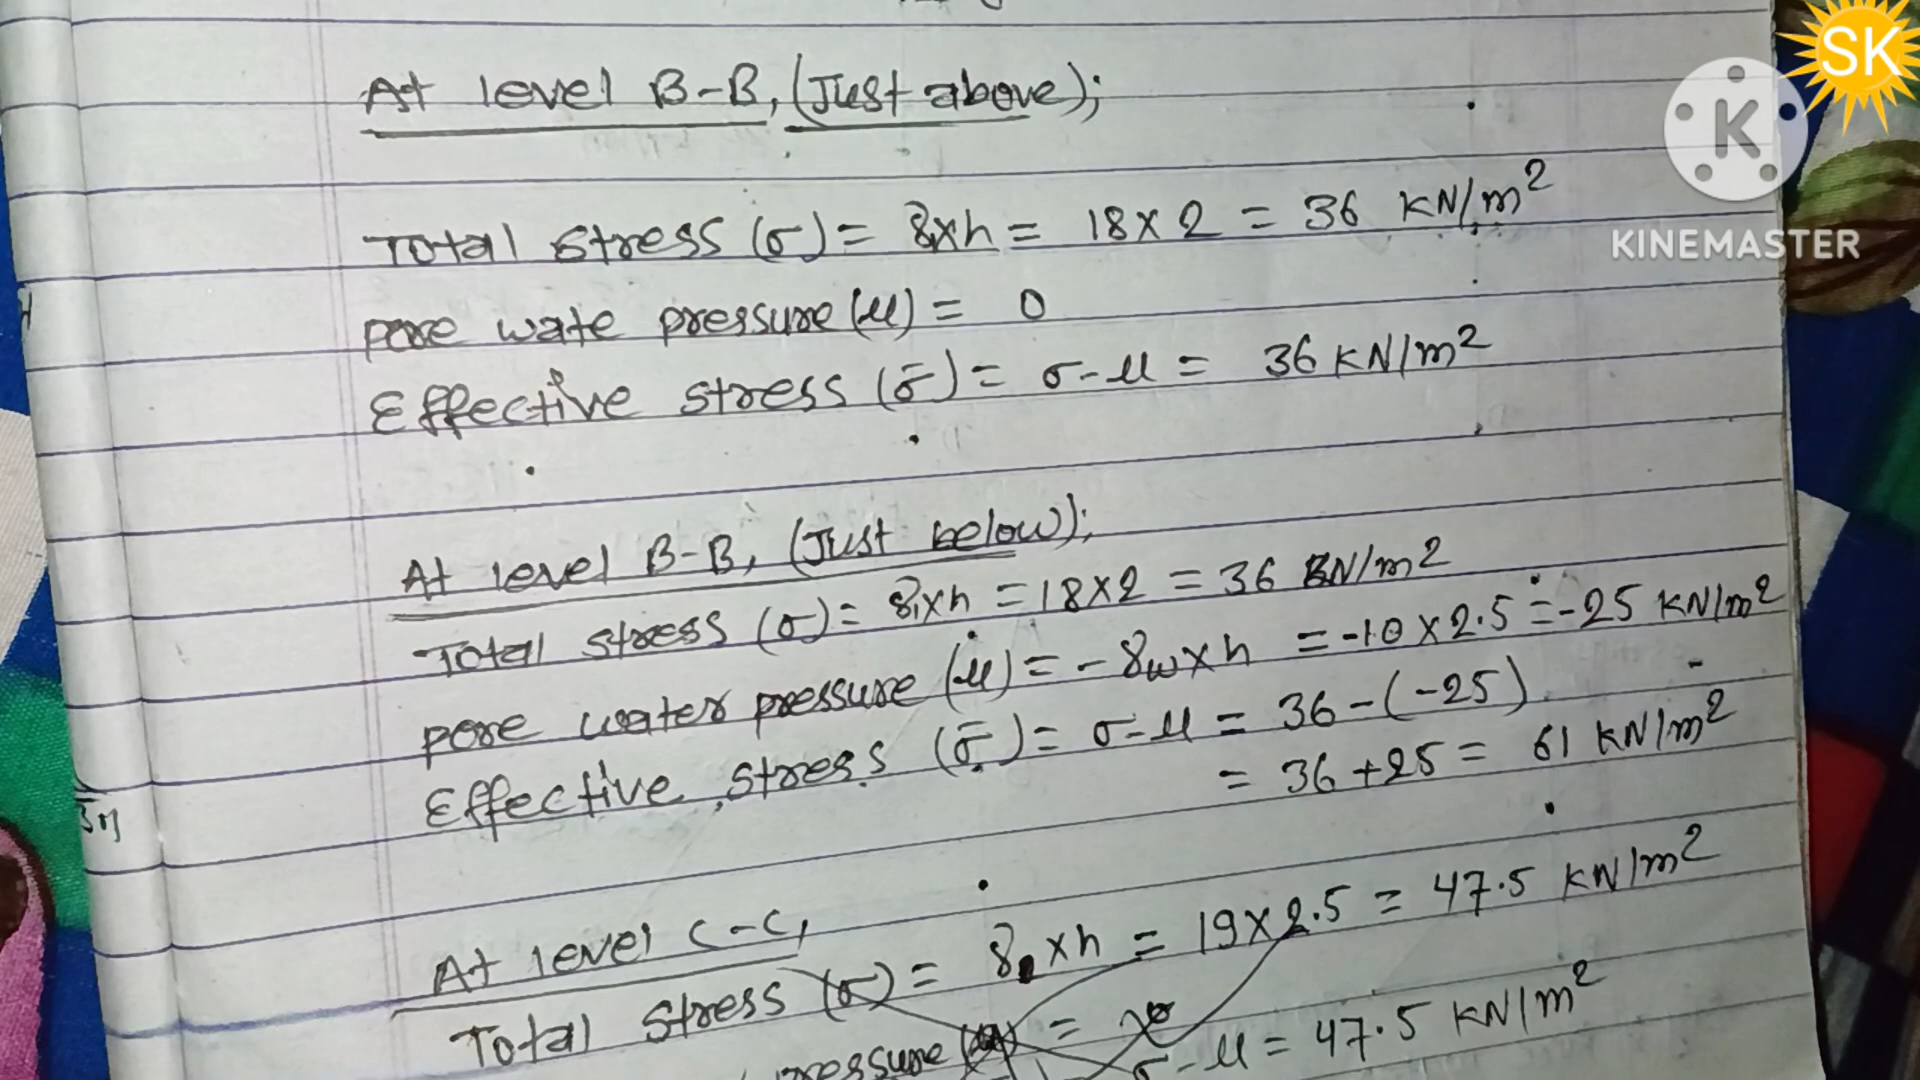 SK
K
KINEMASTER
At level B-B, (Just above);
Total stress (σ) = γ₁×h = 18×2 = 36 KN/m²
pore wate pressure (u) = 0
Effective stress (σ̄) = σ-u = 36 KN/m²
At level B-B, (Just below);
Total stress (σ) = γ₁×h = 18×2 = 36 KN/m²
pore water pressure (u) = -γw×h = -10×2.5 = -25 KN/m²
Effective stress (σ̄) = σ-u = 36-(-25)
= 36+25 = 61 KN/m²
At level C-C,
Total stress (σ) = γ ×h = 19×2.5 = 47.5 KN/m²
pressure =
σ-u = 47.5 KN/m²